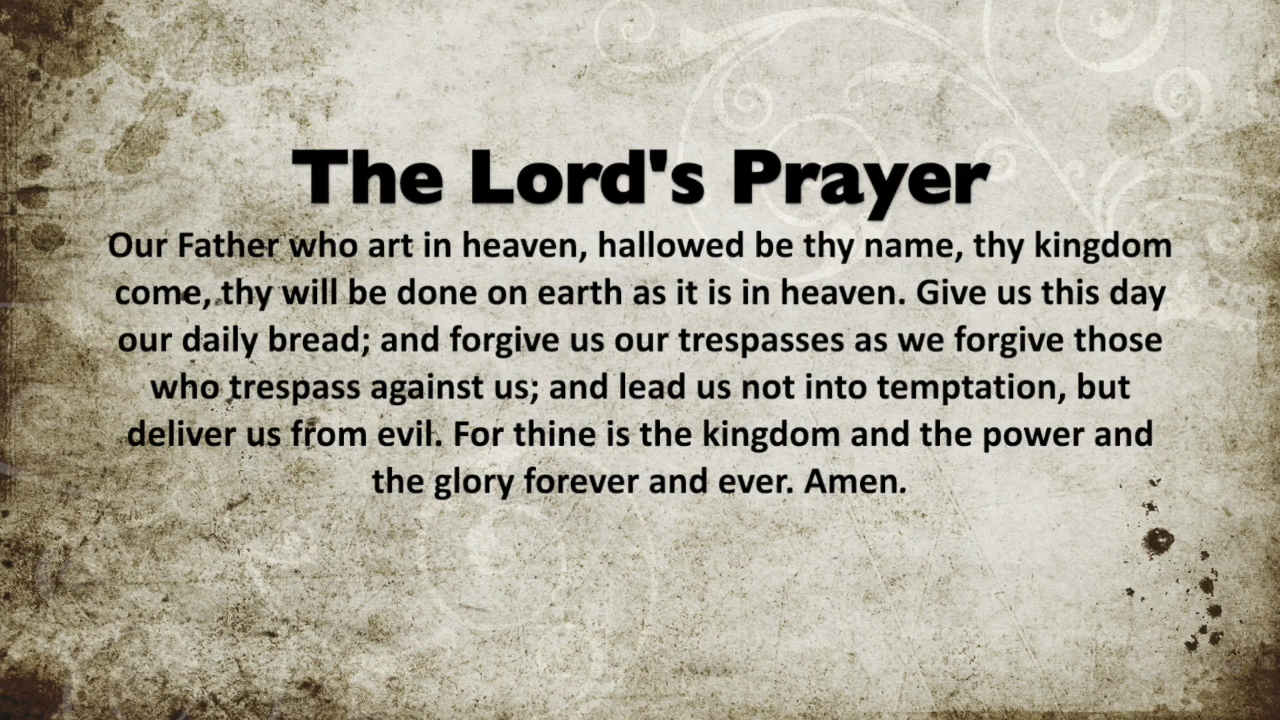 The Lord's Prayer
Our Father who art in heaven, hallowed be thy name, thy kingdom
come, thy will be done on earth as it is in heaven. Give us this day
our daily bread; and forgive us our trespasses as we forgive those
who trespass against us; and lead us not into temptation, but
deliver us from evil. For thine is the kingdom and the power and
the glory forever and ever. Amen.